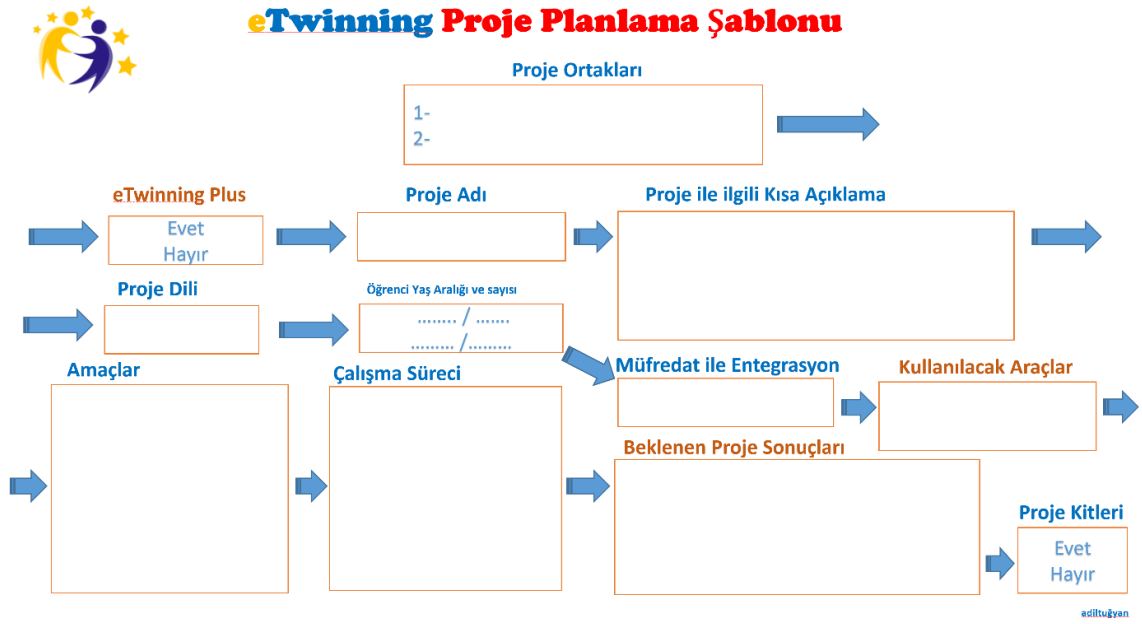 eTwinning Proje Planlama Şablonu
Proje Ortakları
1-
2-
eTwinning Plus
Evet
Hayır
Proje Adı
Proje ile ilgili Kısa Açıklama
Proje Dili
Öğrenci Yaş Aralığı ve sayısı
…….. / …….
……… /………
Müfredat ile Entegrasyon
Kullanılacak Araçlar
Amaçlar
Çalışma Süreci
Beklenen Proje Sonuçları
Proje Kitleri
Evet
Hayır
adiltuğyan